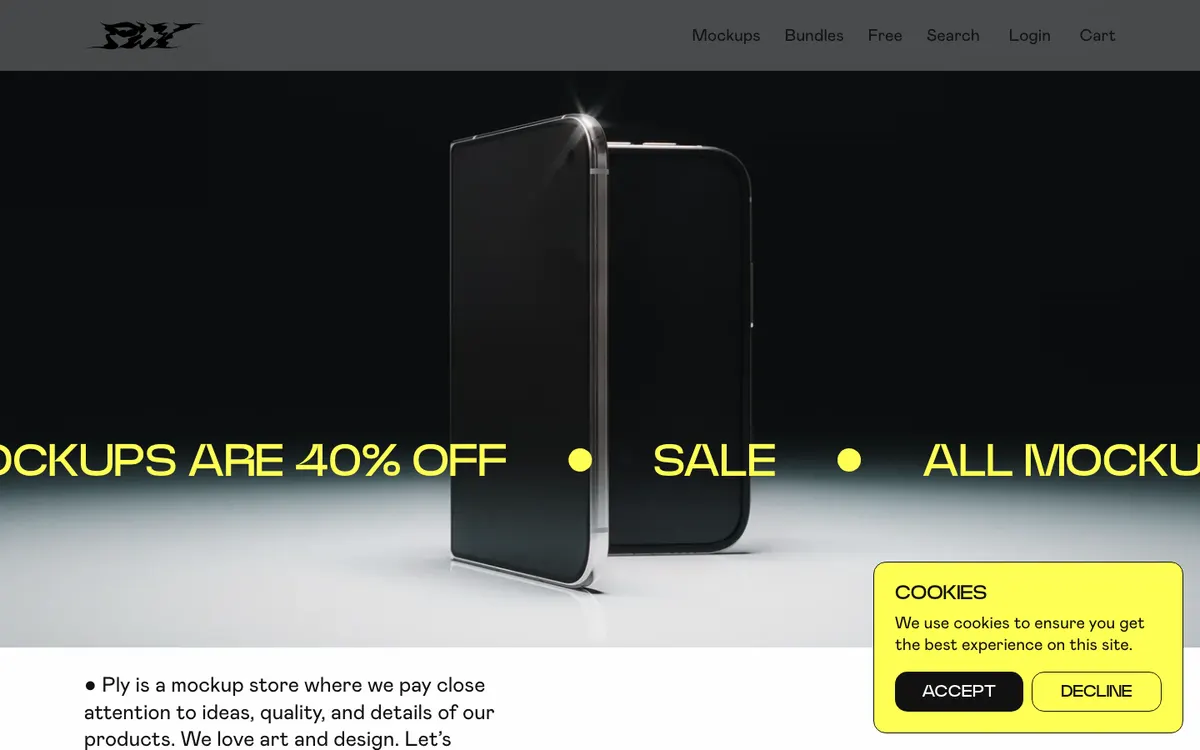 PLY
Mockups Bundles Free Search Login Cart
OCKUPS ARE 40% OFF ● SALE ● ALL MOCKU
COOKIES
We use cookies to ensure you get
the best experience on this site.
ACCEPT DECLINE
● Ply is a mockup store where we pay close
attention to ideas, quality, and details of our
products. We love art and design. Let’s